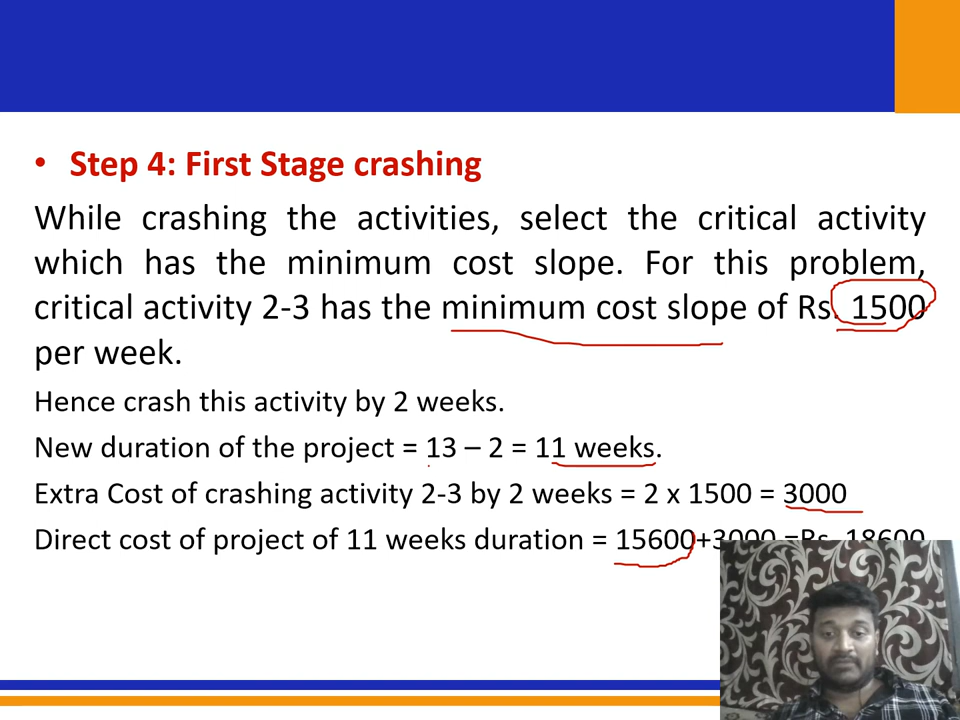 • Step 4: First Stage crashing
While crashing the activities, select the critical activity
which has the minimum cost slope. For this problem,
critical activity 2-3 has the minimum cost slope of Rs. 1500
per week.
Hence crash this activity by 2 weeks.
New duration of the project = 13 – 2 = 11 weeks.
Extra Cost of crashing activity 2-3 by 2 weeks = 2 x 1500 = 3000
Direct cost of project of 11 weeks duration = 15600+3000 =Rs. 18600